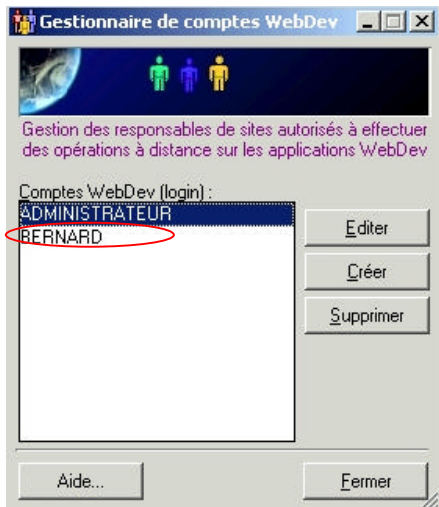 Gestionnaire de comptes WebDev
Gestion des responsables de sites autorisés à effectuer
des opérations à distance sur les applications WebDev
Comptes WebDev (login) :
ADMINISTRATEUR
BERNARD
Editer
Créer
Supprimer
Aide...
Fermer